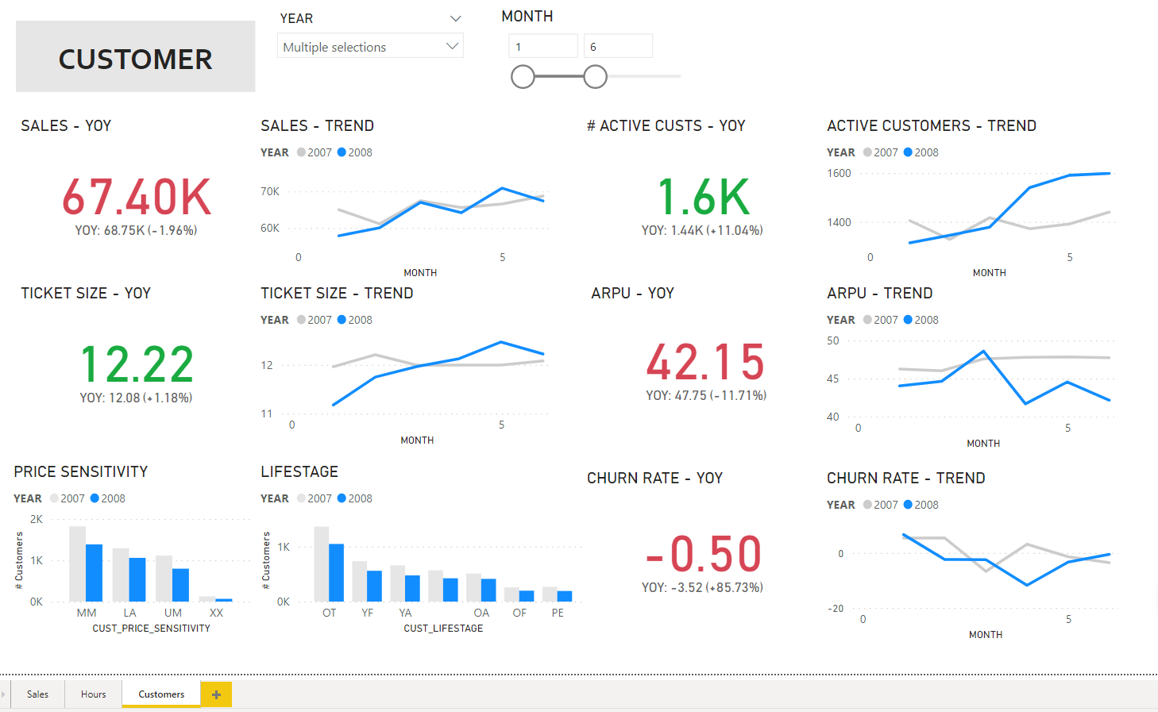 CUSTOMER
YEAR
Multiple selections
MONTH
1 6
SALES - YOY
67.40K
YOY: 68.75K (-1.96%)
SALES - TREND
YEAR 2007 2008
70K
60K
0 5
MONTH
# ACTIVE CUSTS - YOY
1.6K
YOY: 1.44K (+11.04%)
ACTIVE CUSTOMERS - TREND
YEAR 2007 2008
1600
1400
0 5
MONTH
TICKET SIZE - YOY
12.22
YOY: 12.08 (+1.18%)
TICKET SIZE - TREND
YEAR 2007 2008
12
11
0 5
MONTH
ARPU - YOY
42.15
YOY: 47.75 (-11.71%)
ARPU - TREND
YEAR 2007 2008
50
45
40
0 5
MONTH
PRICE SENSITIVITY
YEAR 2007 2008
# Customers
2K
1K
0K
MM LA UM XX
CUST_PRICE_SENSITIVITY
LIFESTAGE
YEAR 2007 2008
# Customers
1K
0K
OT YF YA OA OF PE
CUST_LIFESTAGE
CHURN RATE - YOY
-0.50
YOY: -3.52 (+85.73%)
CHURN RATE - TREND
YEAR 2007 2008
0
-20
0 5
MONTH
Sales Hours Customers +